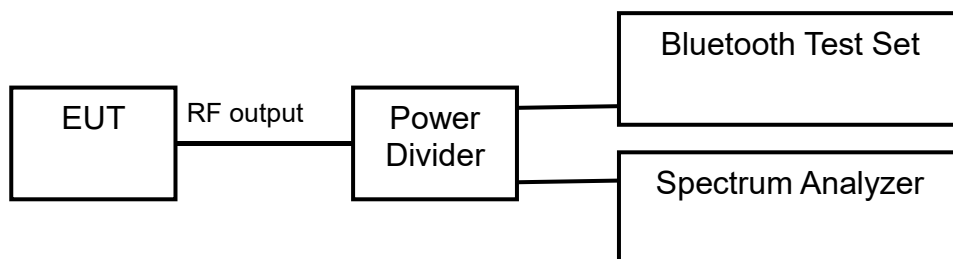 Bluetooth Test Set
EUT
RF output
Power
Divider
Spectrum Analyzer